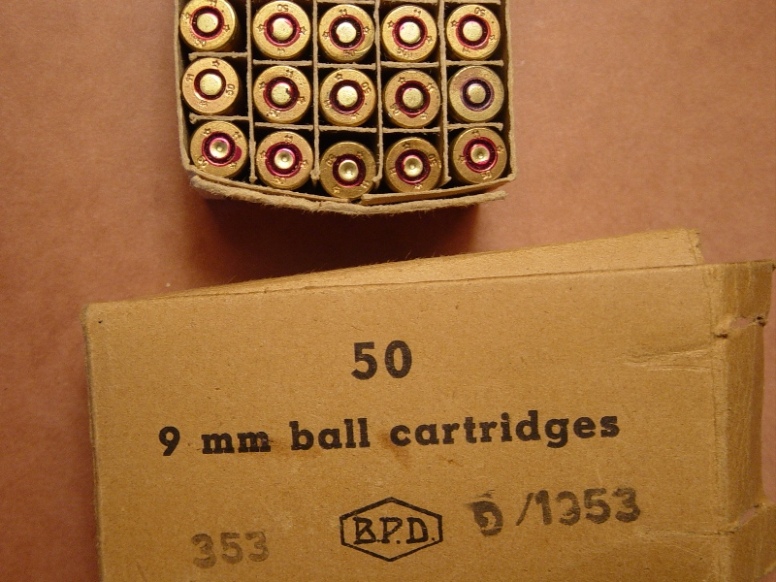 50
9 mm ball cartridges
353 B.P.D. D/1353